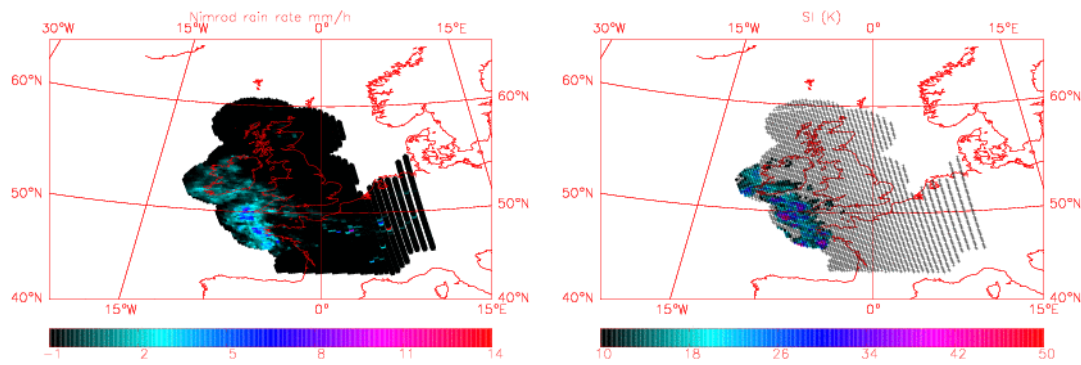 Nimrod rain rate mm/h
30°W 15°W 0° 15°E
60°N 60°N
50°N 50°N
40°N 40°N
15°W 0° 15°E
−1 2 5 8 11 14
SI (K)
30°W 15°W 0° 15°E
60°N 60°N
50°N 50°N
40°N 40°N
15°W 0° 15°E
10 18 26 34 42 50